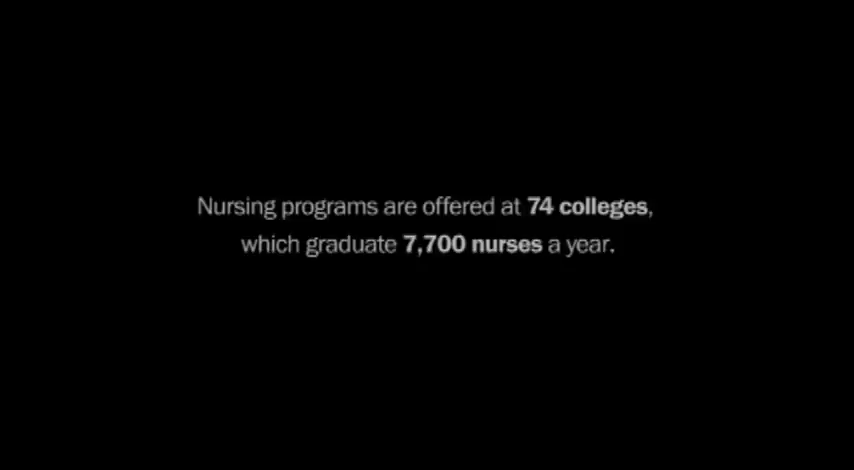 Nursing programs are offered at 74 colleges,
which graduate 7,700 nurses a year.